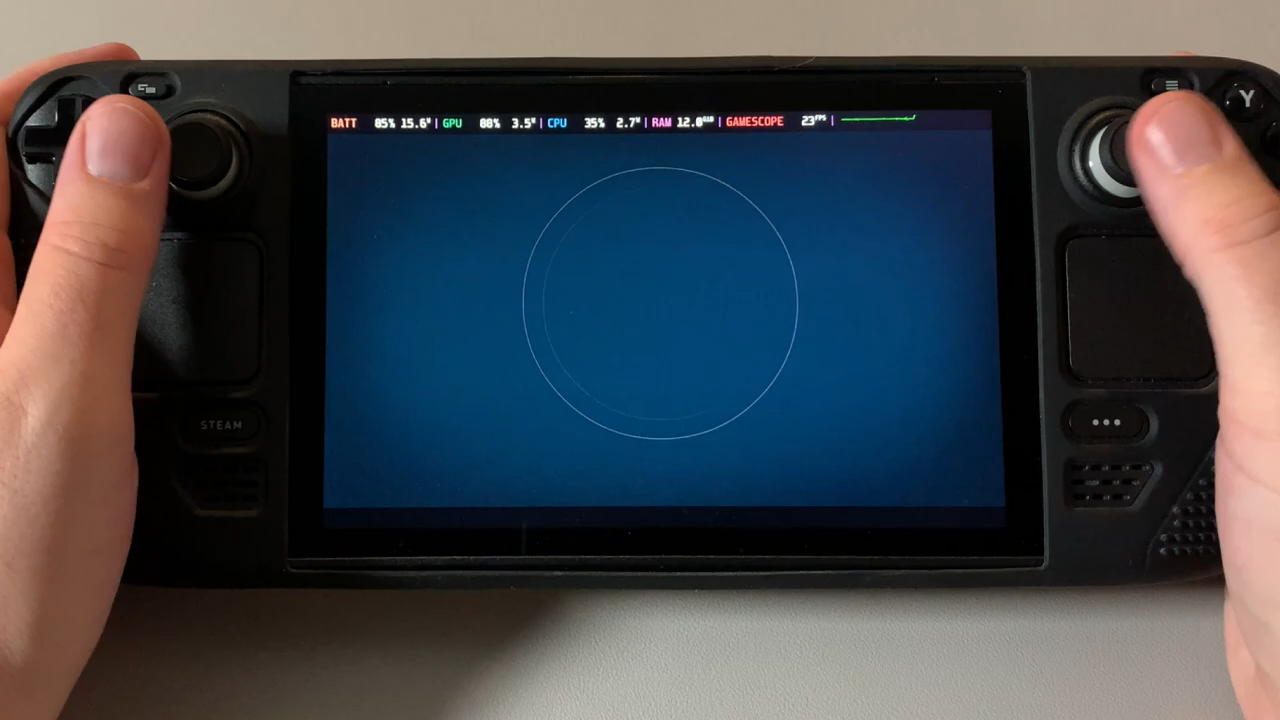 BATT 85% 15.6W | GPU 88% 3.5W | CPU 35% 2.7W | RAM 12.0GiB | GAMESCOPE 23FPS |
Y
STEAM